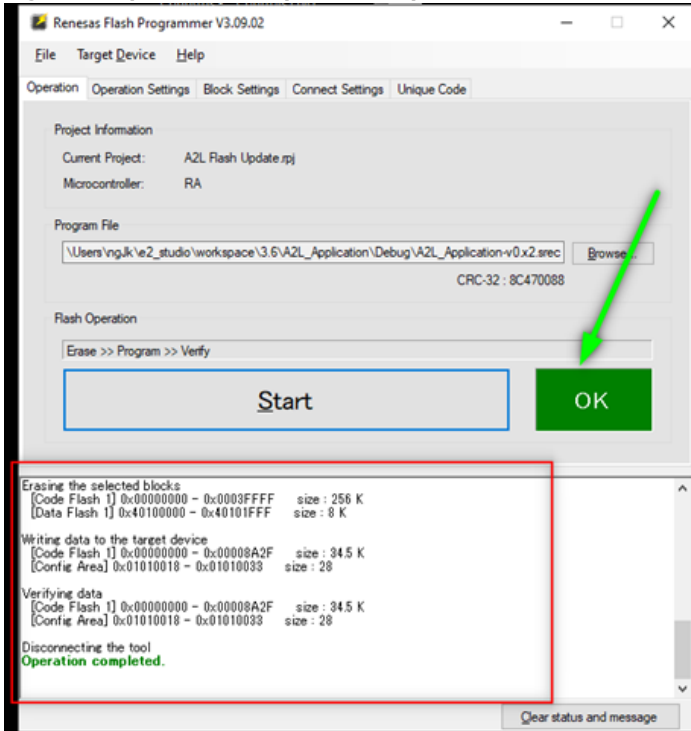 Renesas Flash Programmer V3.09.02
File Target Device Help
Operation Operation Settings Block Settings Connect Settings Unique Code
Project Information
Current Project: A2L Flash Update.rpj
Microcontroller: RA
Program File
\Users\ngJk\e2_studio\workspace\3.6\A2L_Application\Debug\A2L_Application-v0.x2.srec Browse...
CRC-32 : 8C470088
Flash Operation
Erase >> Program >> Verify
Start OK
Erasing the selected blocks
[Code Flash 1] 0x00000000 - 0x0003FFFF size : 256 K
[Data Flash 1] 0x40100000 - 0x40101FFF size : 8 K
Writing data to the target device
[Code Flash 1] 0x00000000 - 0x00008A2F size : 34.5 K
[Config Area] 0x01010018 - 0x01010033 size : 28
Verifying data
[Code Flash 1] 0x00000000 - 0x00008A2F size : 34.5 K
[Config Area] 0x01010018 - 0x01010033 size : 28
Disconnecting the tool
Operation completed.
Clear status and message